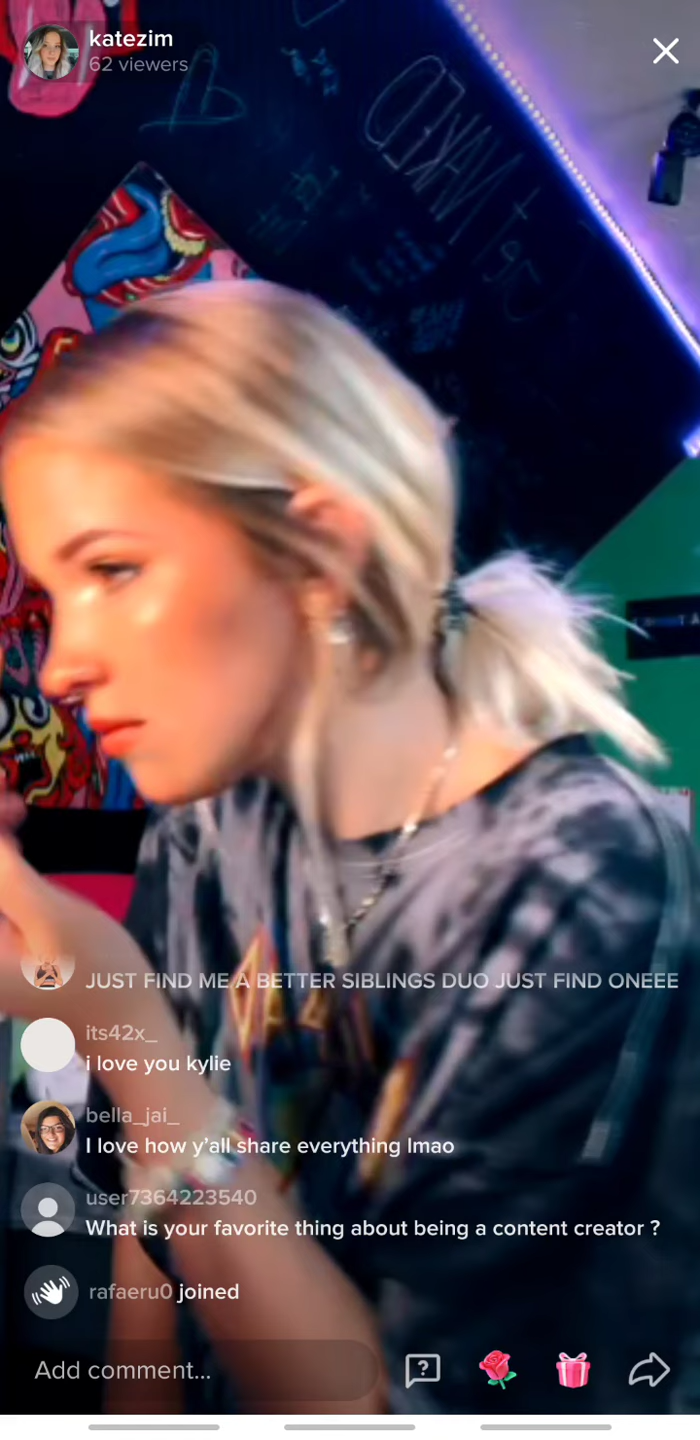 katezim
62 viewers
NAKED
JUST FIND ME A BETTER SIBLINGS DUO JUST FIND ONEEE
its42x_
i love you kylie
bella_jai_
I love how y'all share everything lmao
user7364223540
What is your favorite thing about being a content creator ?
rafaeru0 joined
Add comment...
?